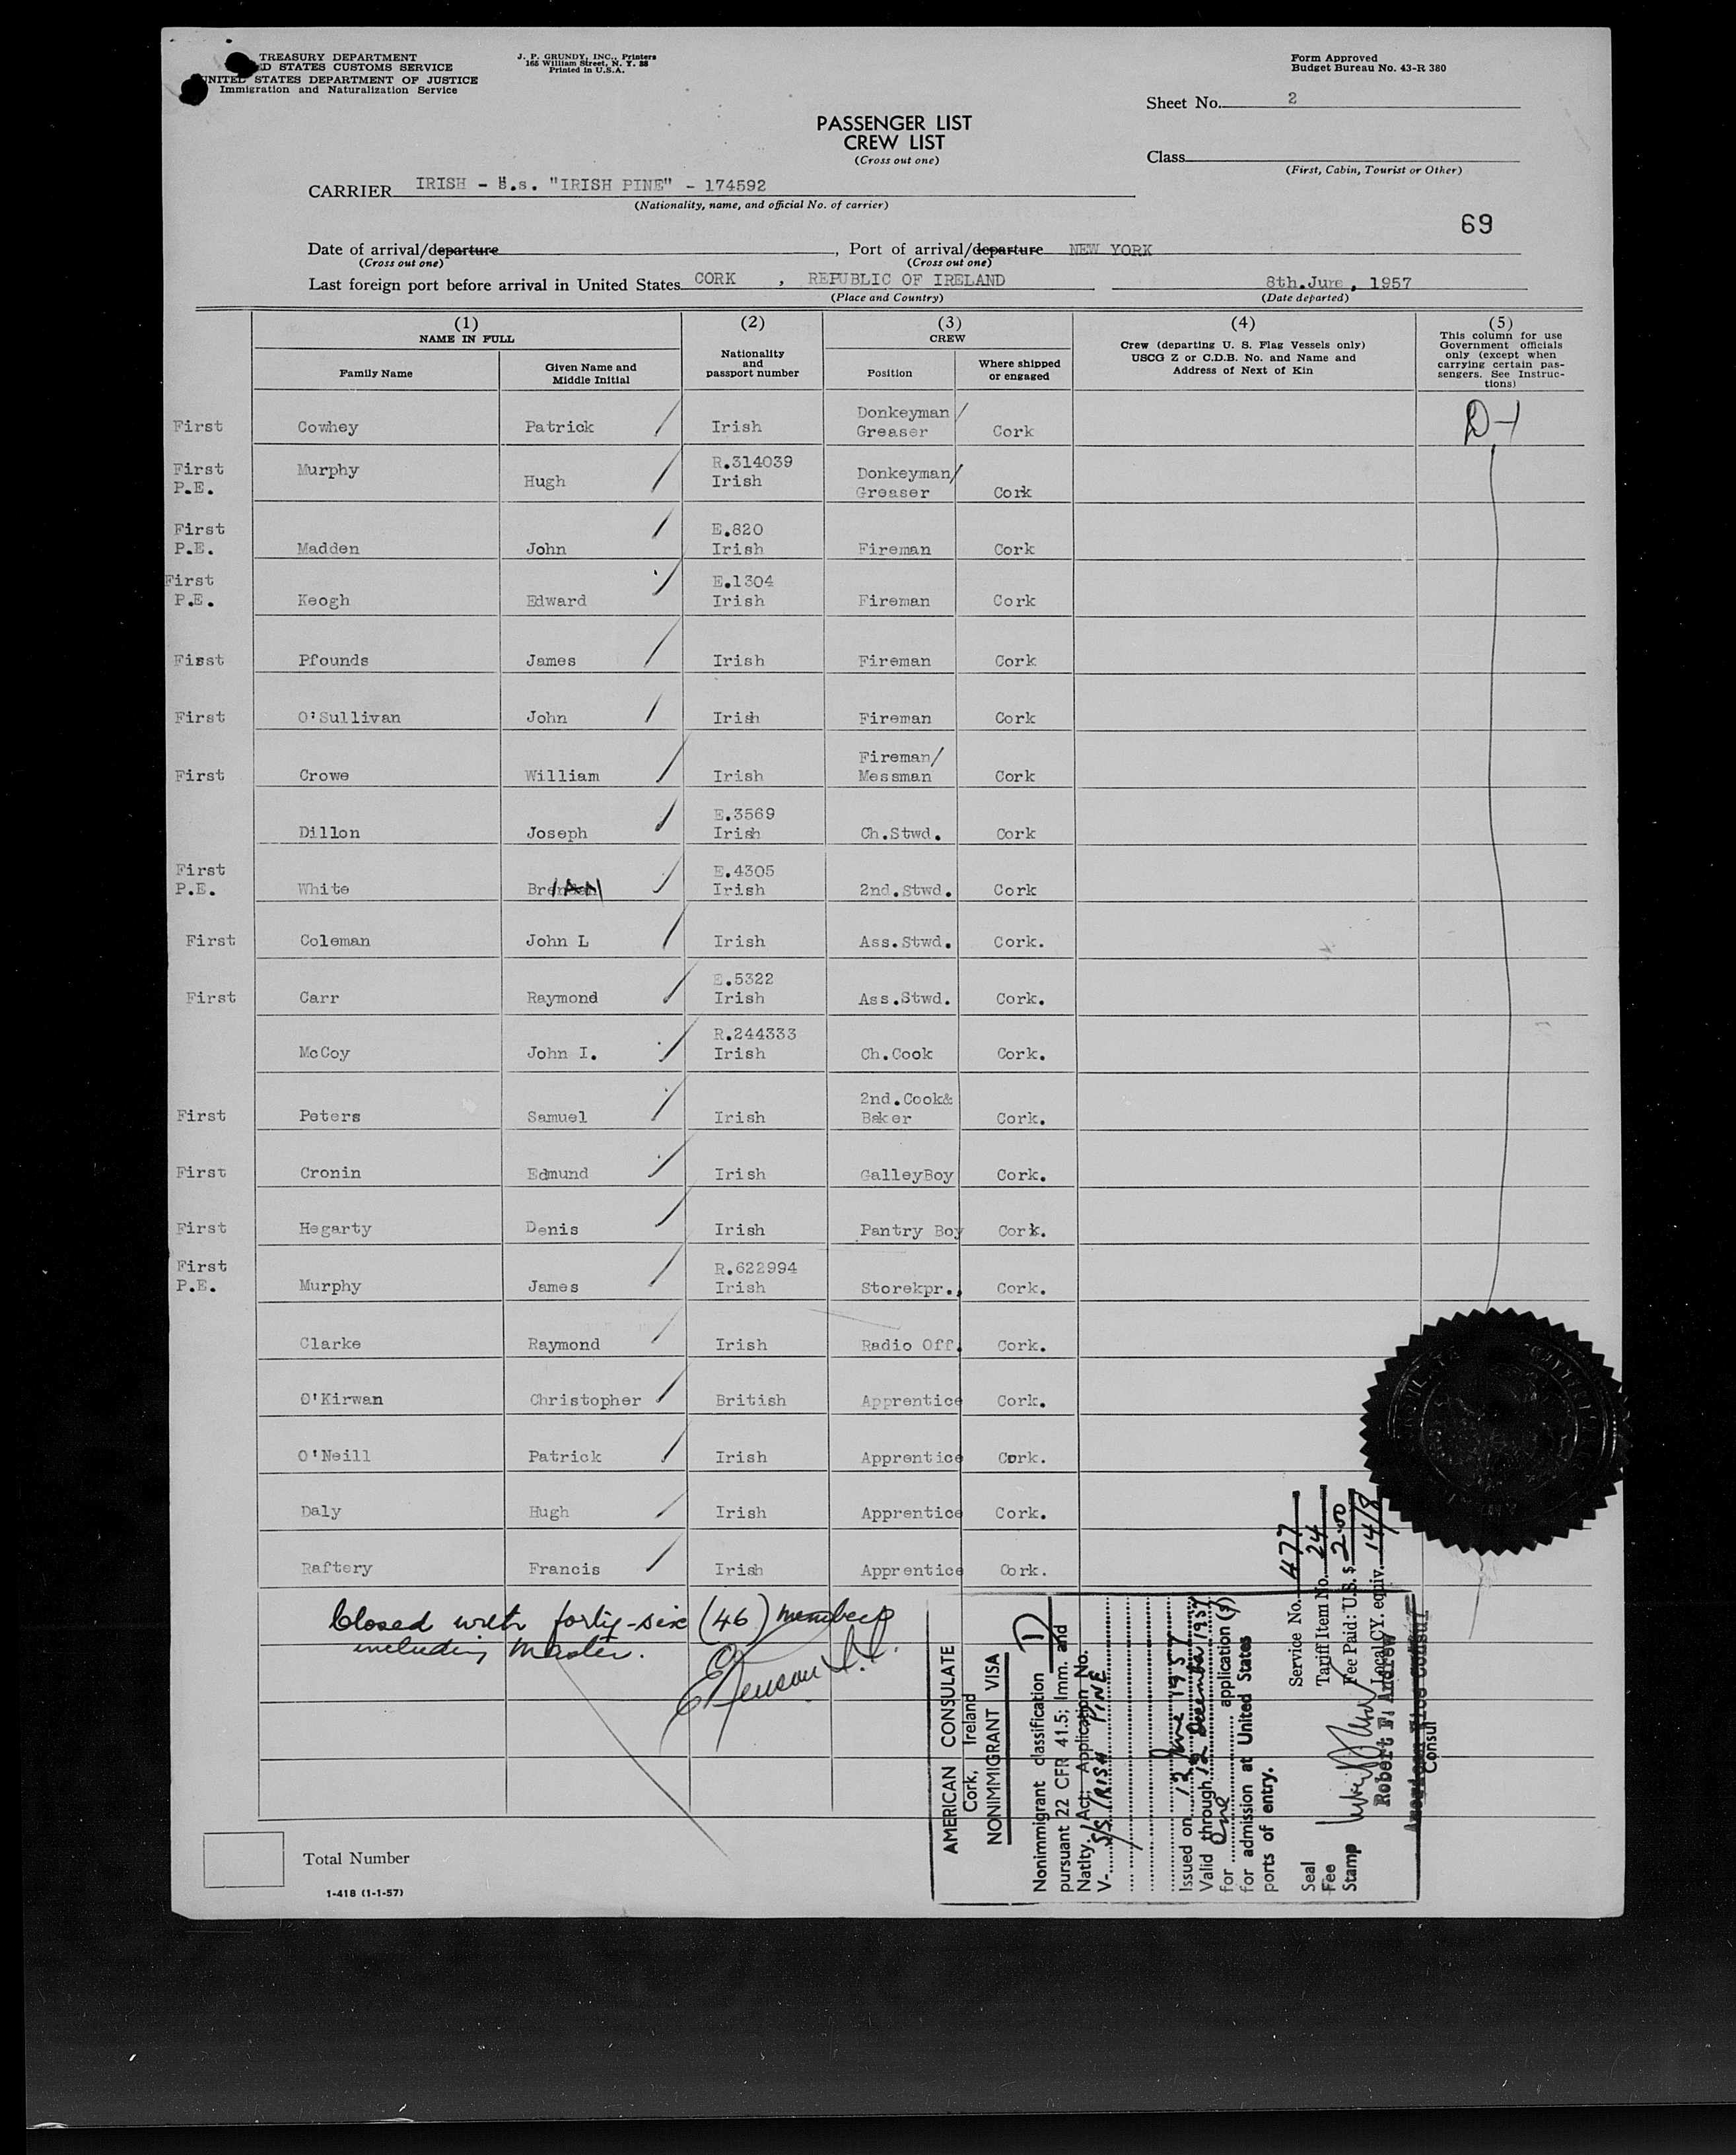 TREASURY DEPARTMENT
D STATES CUSTOMS SERVICE
UNITED STATES DEPARTMENT OF JUSTICE
Immigration and Naturalization Service
J. P. GRUNDY, INC., Printers
165 William Street, N. Y. 38
Printed in U.S.A.
Form Approved
Budget Bureau No. 43-R 380
Sheet No. 2
PASSENGER LIST
CREW LIST
(Cross out one)
Class
(First, Cabin, Tourist or Other)
CARRIER IRISH - S.s. "IRISH PINE" - 174592
(Nationality, name, and official No. of carrier)
69
Date of arrival/departure , Port of arrival/departure NEW YORK
(Cross out one) (Cross out one)
Last foreign port before arrival in United States CORK , REPUBLIC OF IRELAND 8th.June, 1957
(Place and Country) (Date departed)
(1) NAME IN FULL
Family Name
Given Name and Middle Initial
(2) Nationality and passport number
(3) CREW
Position
Where shipped or engaged
(4) Crew (departing U. S. Flag Vessels only) USCG Z or C.D.B. No. and Name and Address of Next of Kin
(5) This column for use Government officials only (except when carrying certain passengers. See Instructions)
First Cowhey Patrick Irish Donkeyman/ Greaser Cork D-1
First P.E. Murphy Hugh R.314039 Irish Donkeyman/ Greaser Cork
First P.E. Madden John E.820 Irish Fireman Cork
First P.E. Keogh Edward E.1304 Irish Fireman Cork
First Pfounds James Irish Fireman Cork
First O'Sullivan John Irish Fireman Cork
First Crowe William Irish Fireman/ Messman Cork
Dillon Joseph E.3569 Irish Ch.Stwd. Cork
First P.E. White Brian E.4305 Irish 2nd.Stwd. Cork
First Coleman John L Irish Ass.Stwd. Cork.
First Carr Raymond E.5322 Irish Ass.Stwd. Cork.
McCoy John I. R.244333 Irish Ch.Cook Cork.
First Peters Samuel Irish 2nd.Cook& Baker Cork.
First Cronin Edmund Irish GalleyBoy Cork.
First Hegarty Denis Irish Pantry Boy Cork.
First P.E. Murphy James R.622994 Irish Storekpr., Cork.
Clarke Raymond Irish Radio Off. Cork.
O'Kirwan Christopher British Apprentice Cork.
O'Neill Patrick Irish Apprentice Cork.
Daly Hugh Irish Apprentice Cork.
Raftery Francis Irish Apprentice Cork.
Closed with forty-six (46) members
including Master.
AMERICAN CONSULATE
Cork, Ireland
NONIMMIGRANT VISA
Nonimmigrant classification D
pursuant 22 CFR 41.5; Imm. and
Natlty. Act; Application No.
V- S/S IRISH PINE
Issued on 12 June 1957
Valid through 12 December 1957
for One application (s)
for admission at United States
ports of entry.
Seal
Fee
Stamp
Service No. 477
Tariff Item No. 24
Fee Paid: U.S. $ 2.00
Local CY. equiv. 14/8
Robert F. Andrew
American Vice Consul
Consul
Total Number
1-418 (1-1-57)